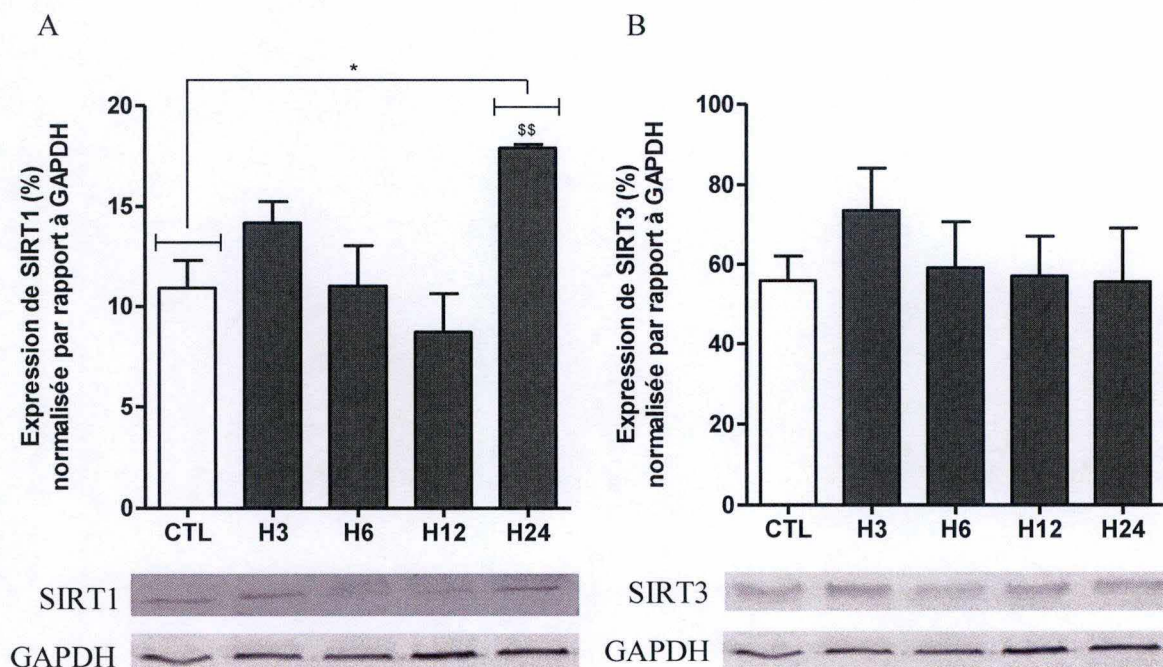 A
Expression de SIRT1 (%)
normalisée par rapport à GAPDH
*
20
15
10
5
0
$$
CTL H3 H6 H12 H24
SIRT1
GAPDH
B
Expression de SIRT3 (%)
normalisée par rapport à GAPDH
100
80
60
40
20
0
CTL H3 H6 H12 H24
SIRT3
GAPDH